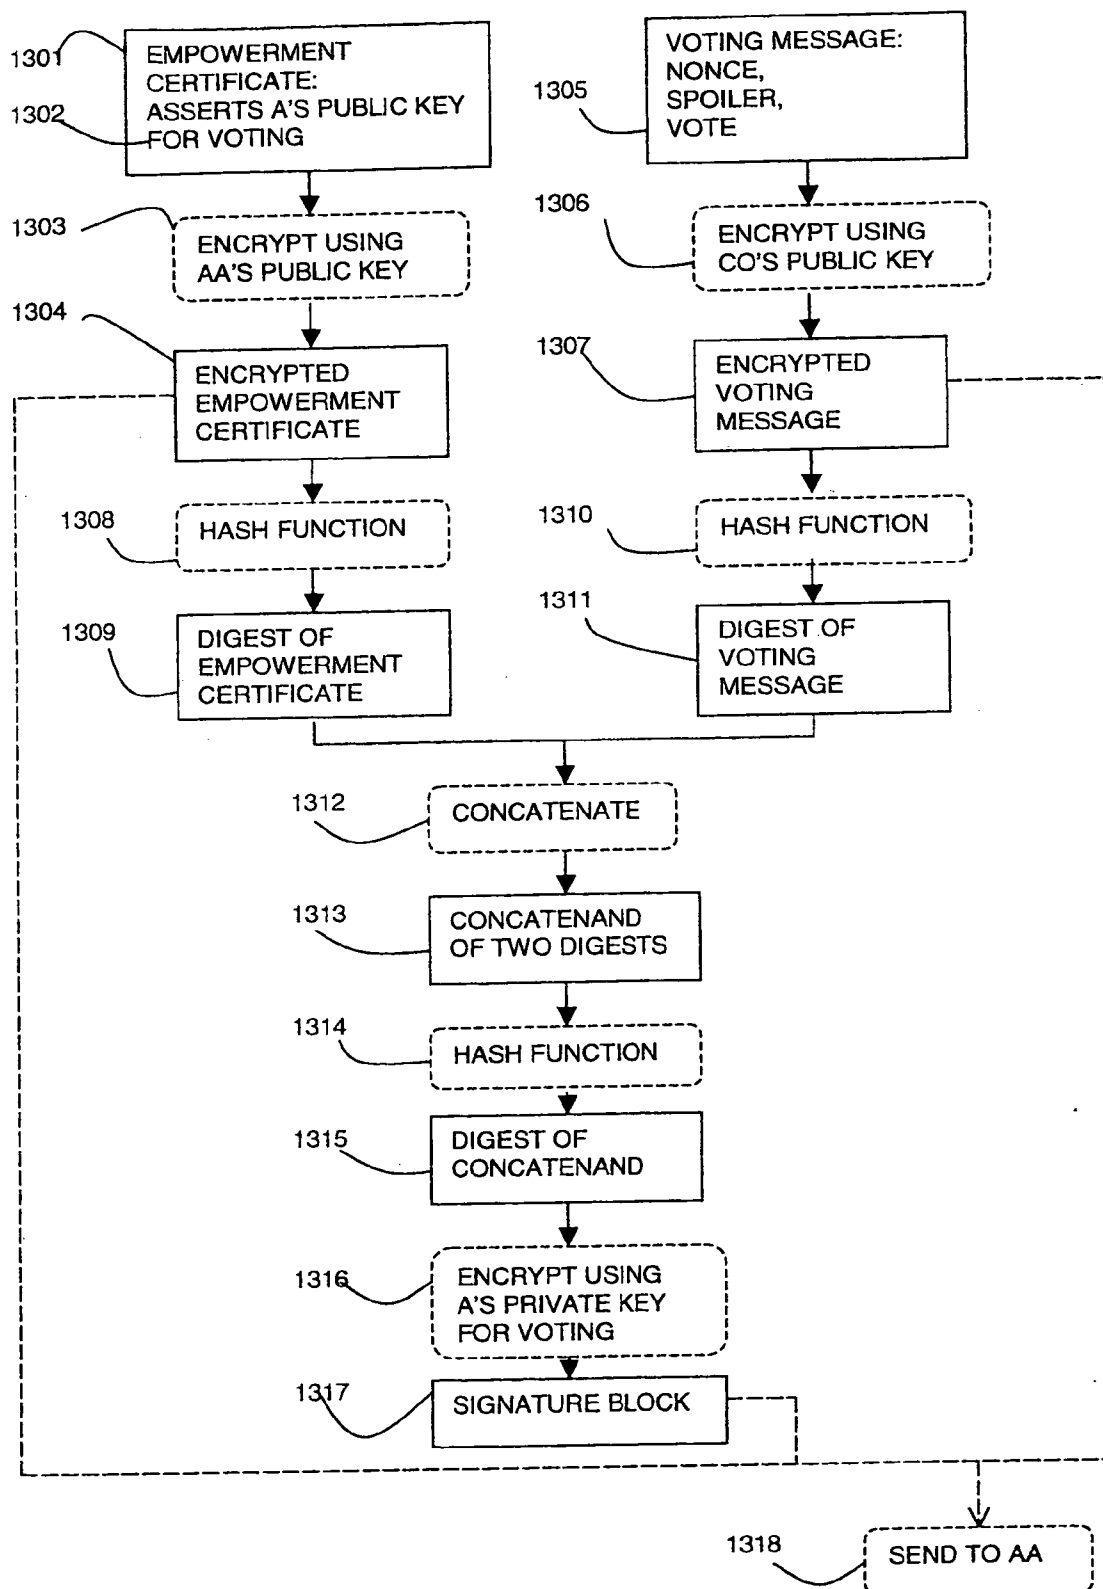 1301
EMPOWERMENT
CERTIFICATE:
ASSERTS A'S PUBLIC KEY
FOR VOTING
1302
VOTING MESSAGE:
NONCE,
SPOILER,
VOTE
1305
1303
ENCRYPT USING
AA'S PUBLIC KEY
1306
ENCRYPT USING
CO'S PUBLIC KEY
1304
ENCRYPTED
EMPOWERMENT
CERTIFICATE
1307
ENCRYPTED
VOTING
MESSAGE
1308
HASH FUNCTION
1310
HASH FUNCTION
1309
DIGEST OF
EMPOWERMENT
CERTIFICATE
1311
DIGEST OF
VOTING
MESSAGE
1312
CONCATENATE
1313
CONCATENAND
OF TWO DIGESTS
1314
HASH FUNCTION
1315
DIGEST OF
CONCATENAND
1316
ENCRYPT USING
A'S PRIVATE KEY
FOR VOTING
1317
SIGNATURE BLOCK
1318
SEND TO AA